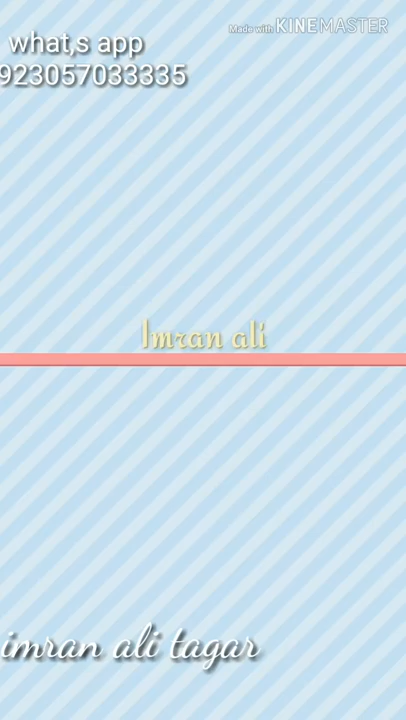 Made with KINEMASTER
what,s app
923057033335
Imran ali
imran ali tagar